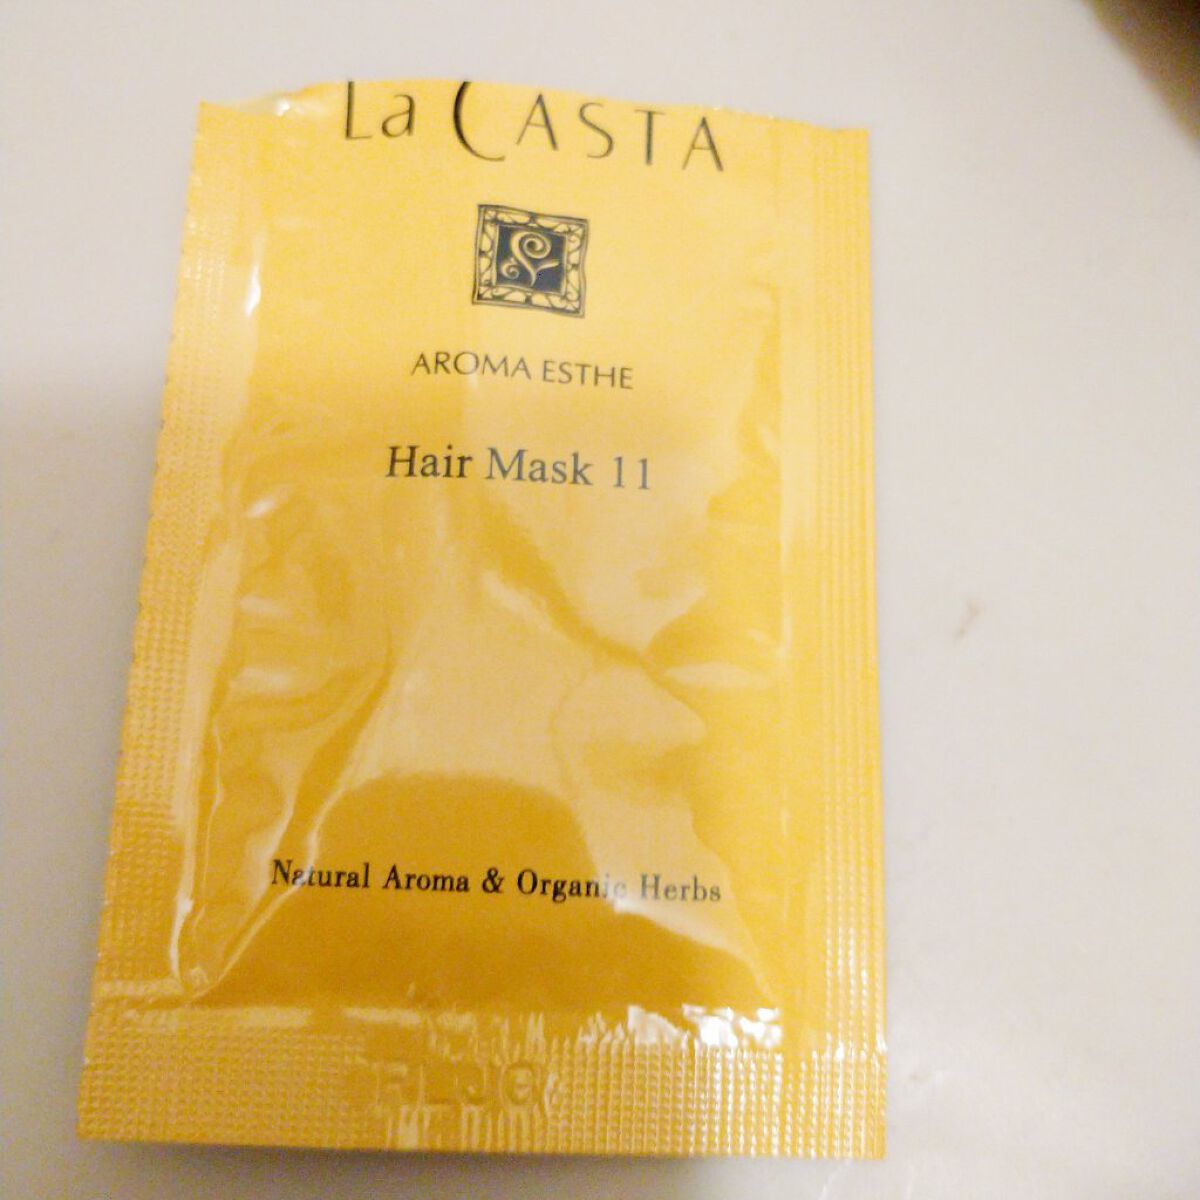 La CASTA
AROMA ESTHE
Hair Mask 11
Natural Aroma & Organic Herbs